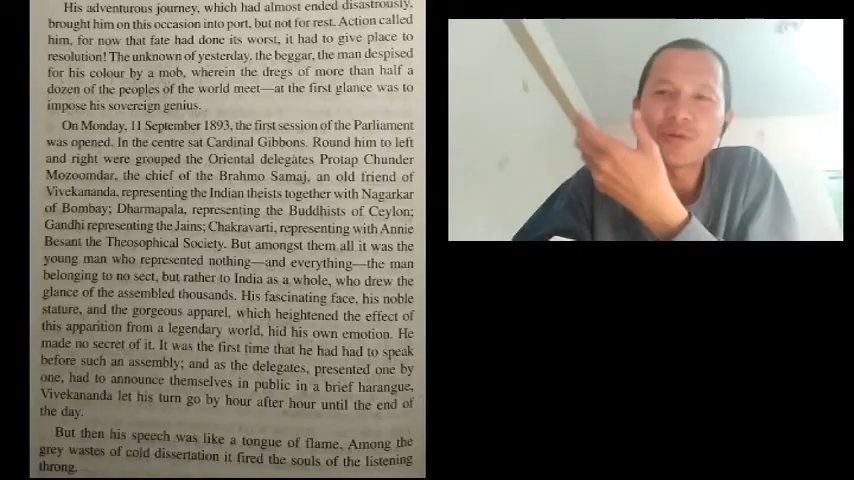 His adventurous journey, which had almost ended disastrously,
brought him on this occasion into port, but not for rest. Action called
him, for now that fate had done its worst, it had to give place to
resolution! The unknown of yesterday, the beggar, the man despised
for his colour by a mob, wherein the dregs of more than half a
dozen of the peoples of the world meet—at the first glance was to
impose his sovereign genius.
On Monday, 11 September 1893, the first session of the Parliament
was opened. In the centre sat Cardinal Gibbons. Round him to left
and right were grouped the Oriental delegates Protap Chunder
Mozoomdar, the chief of the Brahmo Samaj, an old friend of
Vivekananda, representing the Indian theists together with Nagarkar
of Bombay; Dharmapala, representing the Buddhists of Ceylon;
Gandhi representing the Jains; Chakravarti, representing with Annie
Besant the Theosophical Society. But amongst them all it was the
young man who represented nothing—and everything—the man
belonging to no sect, but rather to India as a whole, who drew the
glance of the assembled thousands. His fascinating face, his noble
stature, and the gorgeous apparel, which heightened the effect of
this apparition from a legendary world, hid his own emotion. He
made no secret of it. It was the first time that he had had to speak
before such an assembly; and as the delegates, presented one by
one, had to announce themselves in public in a brief harangue,
Vivekananda let his turn go by hour after hour until the end of
the day.
But then his speech was like a tongue of flame. Among the
grey wastes of cold dissertation it fired the souls of the listening
throng.